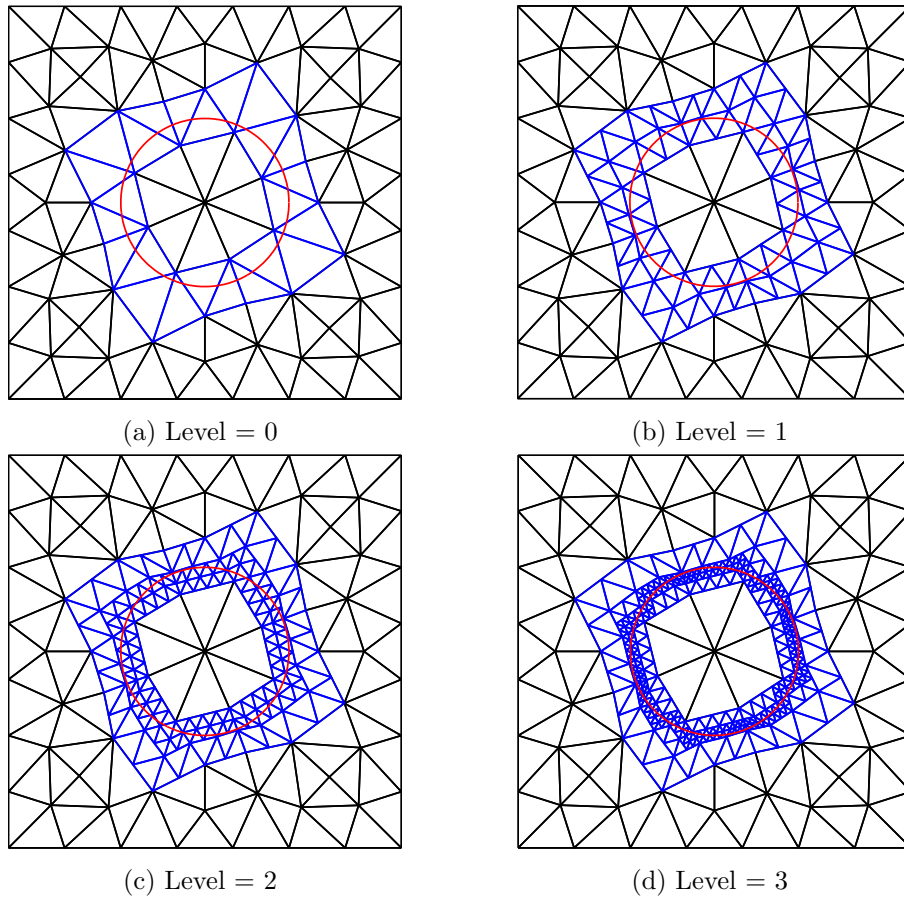 (a) Level = 0
(b) Level = 1
(c) Level = 2
(d) Level = 3